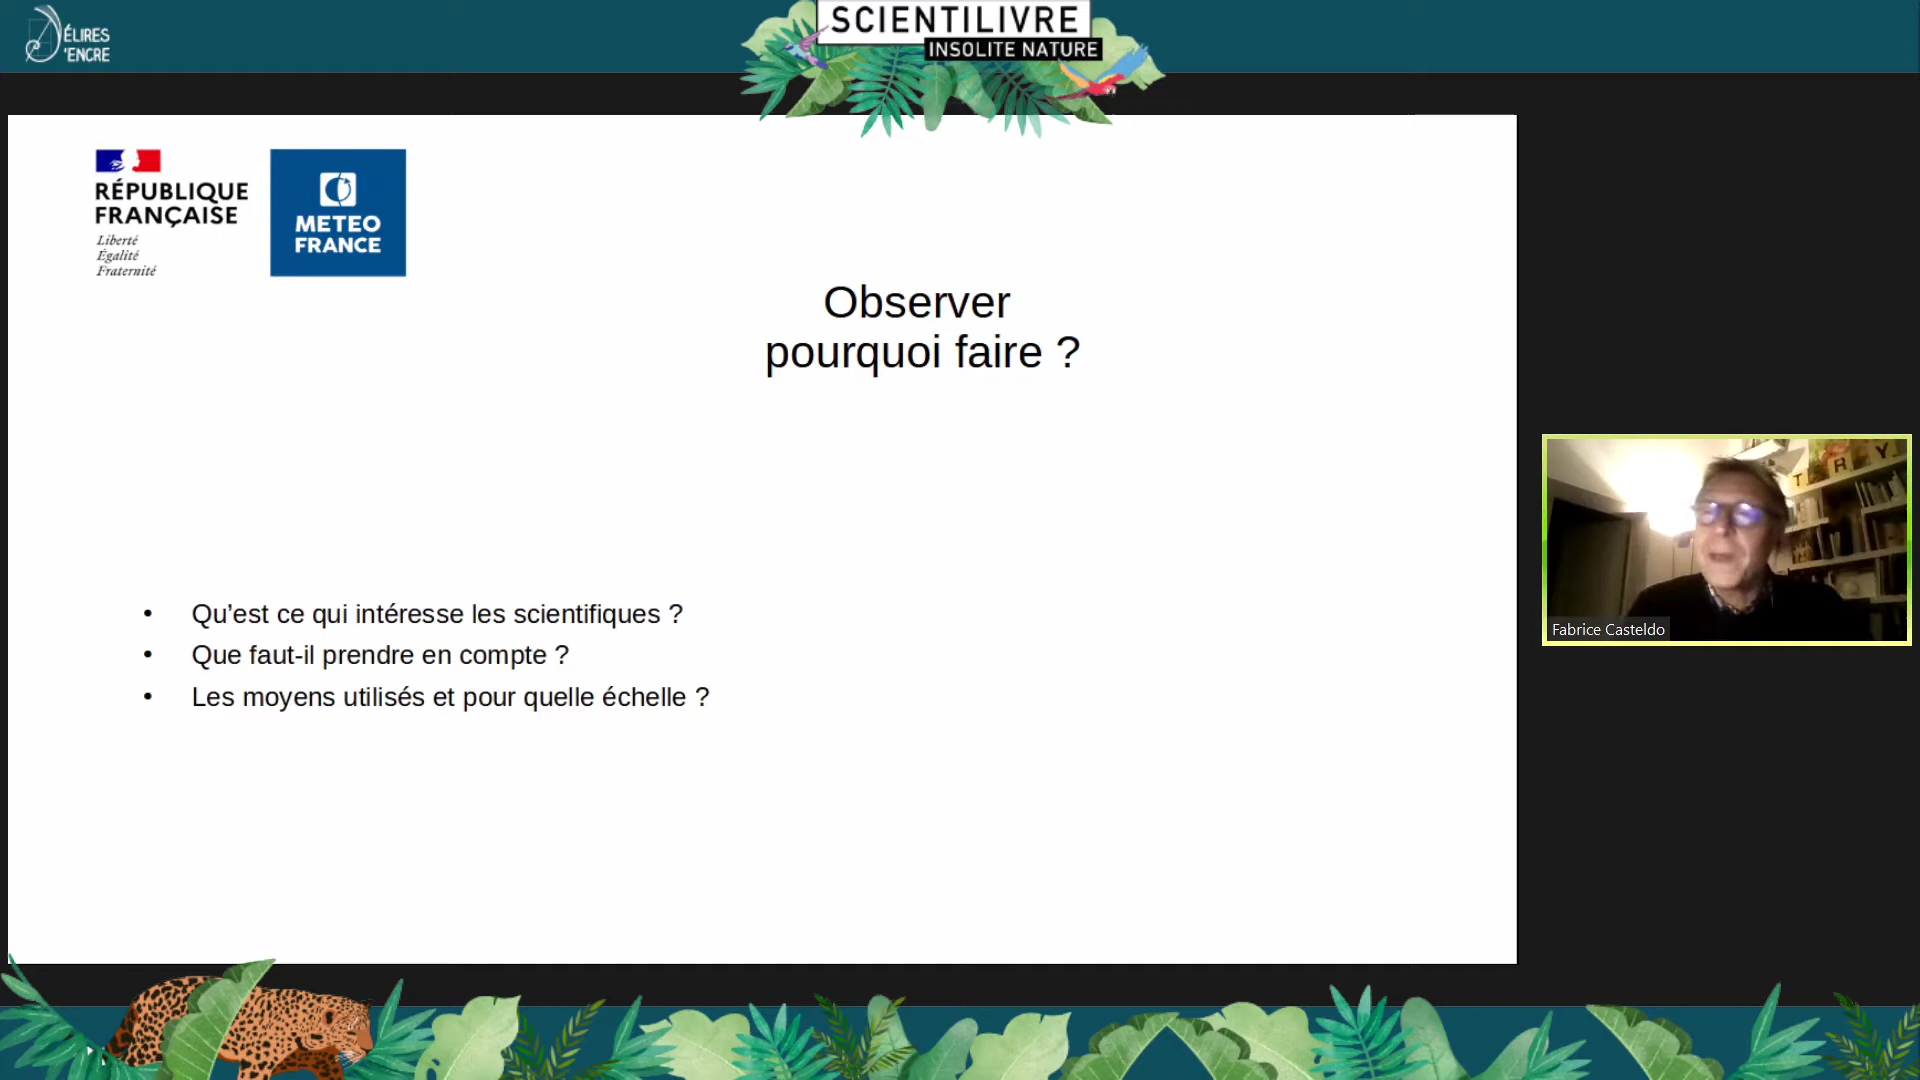 ÉLIRES
'ENCRE
SCIENTILIVRE
INSOLITE NATURE
RÉPUBLIQUE
FRANÇAISE
Liberté
Égalité
Fraternité
METEO
FRANCE
Observer
pourquoi faire ?
• Qu’est ce qui intéresse les scientifiques ?
• Que faut-il prendre en compte ?
• Les moyens utilisés et pour quelle échelle ?
T R Y
Fabrice Casteldo